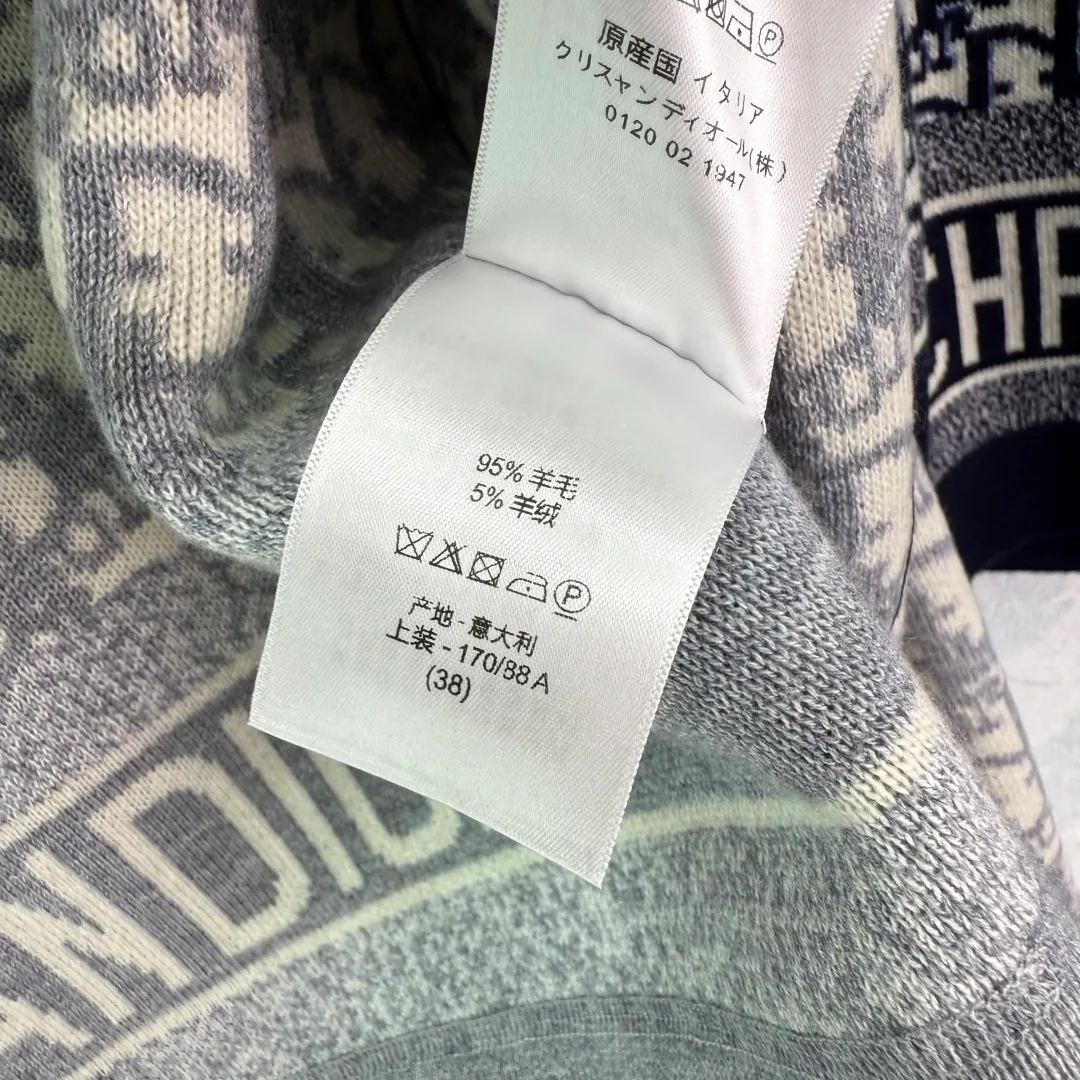 原産国 イタリア
クリスャンディオール(株)
0120 02 1947
95% 羊毛
5% 羊绒
P
产地 - 意大利
上装 - 170/88 A
(38)
CHR
ANDI